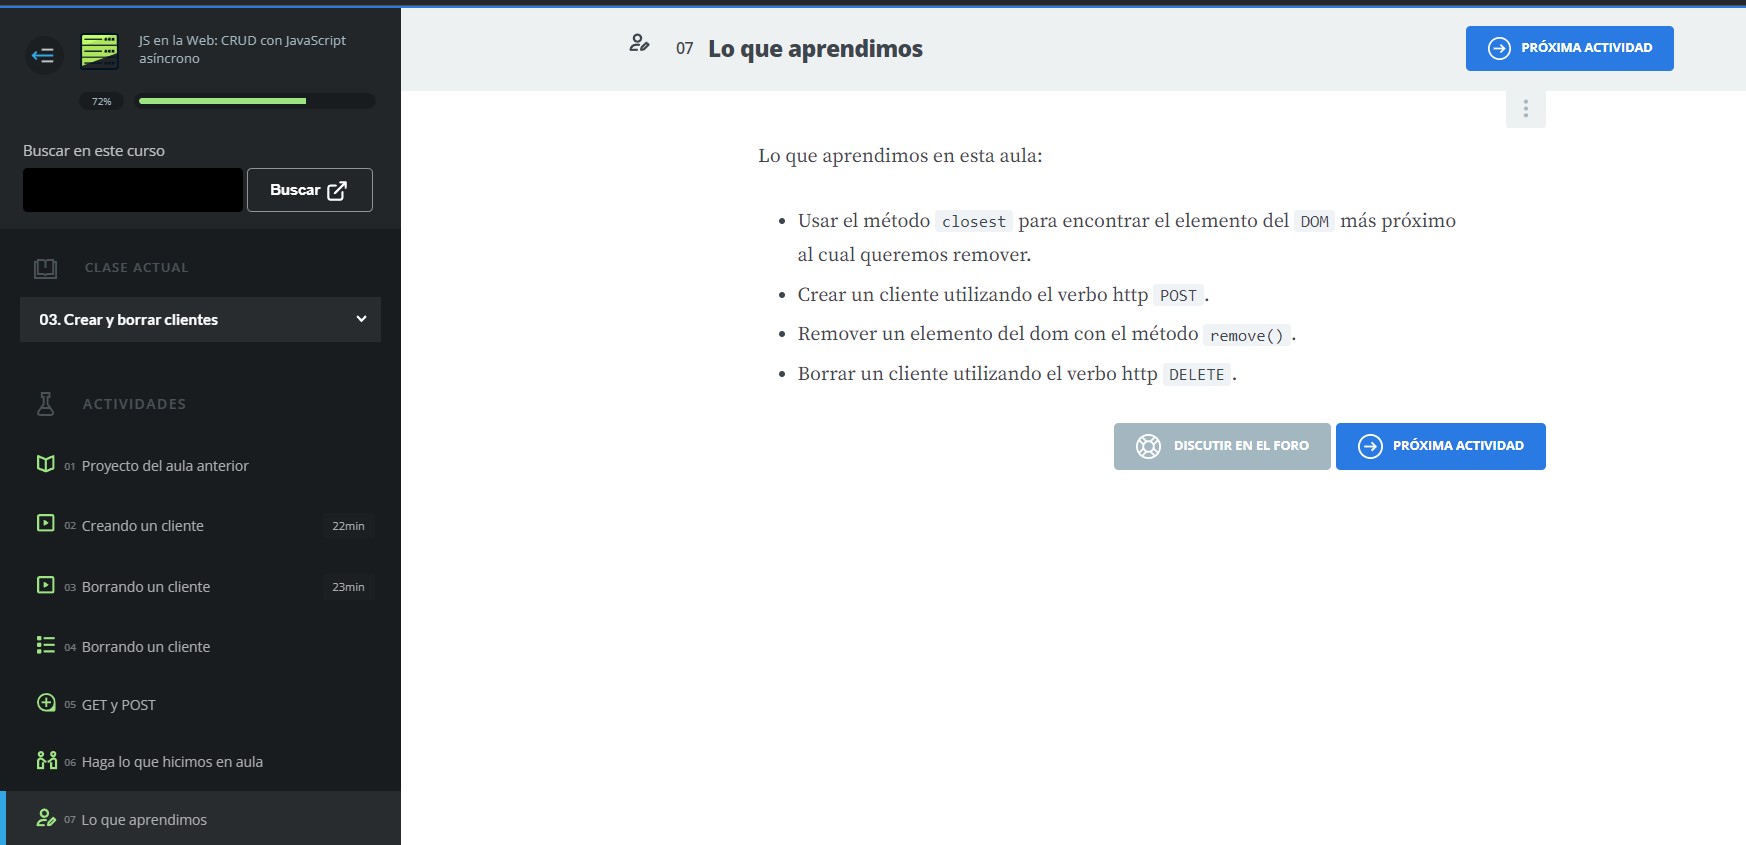 JS en la Web: CRUD con JavaScript
asíncrono
72%
Buscar en este curso
Buscar
CLASE ACTUAL
03. Crear y borrar clientes
ACTIVIDADES
01 Proyecto del aula anterior
02 Creando un cliente 22min
03 Borrando un cliente 23min
04 Borrando un cliente
05 GET y POST
06 Haga lo que hicimos en aula
07 Lo que aprendimos
07 Lo que aprendimos
PRÓXIMA ACTIVIDAD
Lo que aprendimos en esta aula:
• Usar el método closest para encontrar el elemento del DOM más próximo
al cual queremos remover.
• Crear un cliente utilizando el verbo http POST.
• Remover un elemento del dom con el método remove().
• Borrar un cliente utilizando el verbo http DELETE.
DISCUTIR EN EL FORO
PRÓXIMA ACTIVIDAD